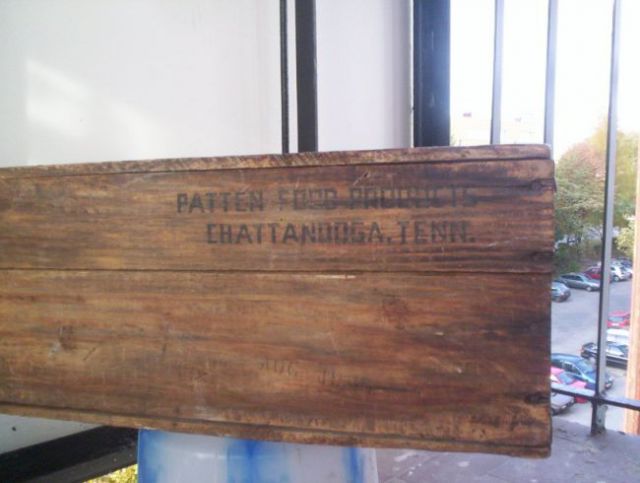 PATTEN FOOD PRODUCTS
CHATTANOOGA, TENN.